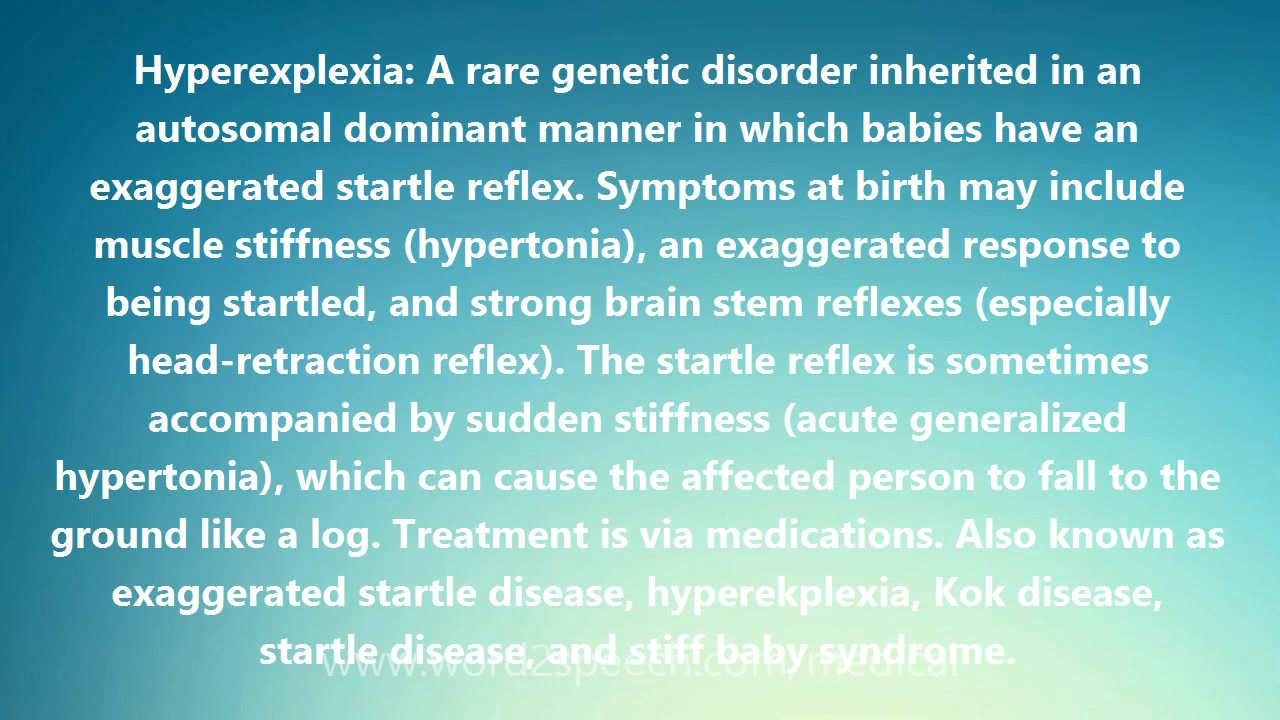 Hyperexplexia: A rare genetic disorder inherited in an
autosomal dominant manner in which babies have an
exaggerated startle reflex. Symptoms at birth may include
muscle stiffness (hypertonia), an exaggerated response to
being startled, and strong brain stem reflexes (especially
head-retraction reflex). The startle reflex is sometimes
accompanied by sudden stiffness (acute generalized
hypertonia), which can cause the affected person to fall to the
ground like a log. Treatment is via medications. Also known as
exaggerated startle disease, hyperekplexia, Kok disease,
startle disease, and stiff baby syndrome.
www.word2speech.com/medical